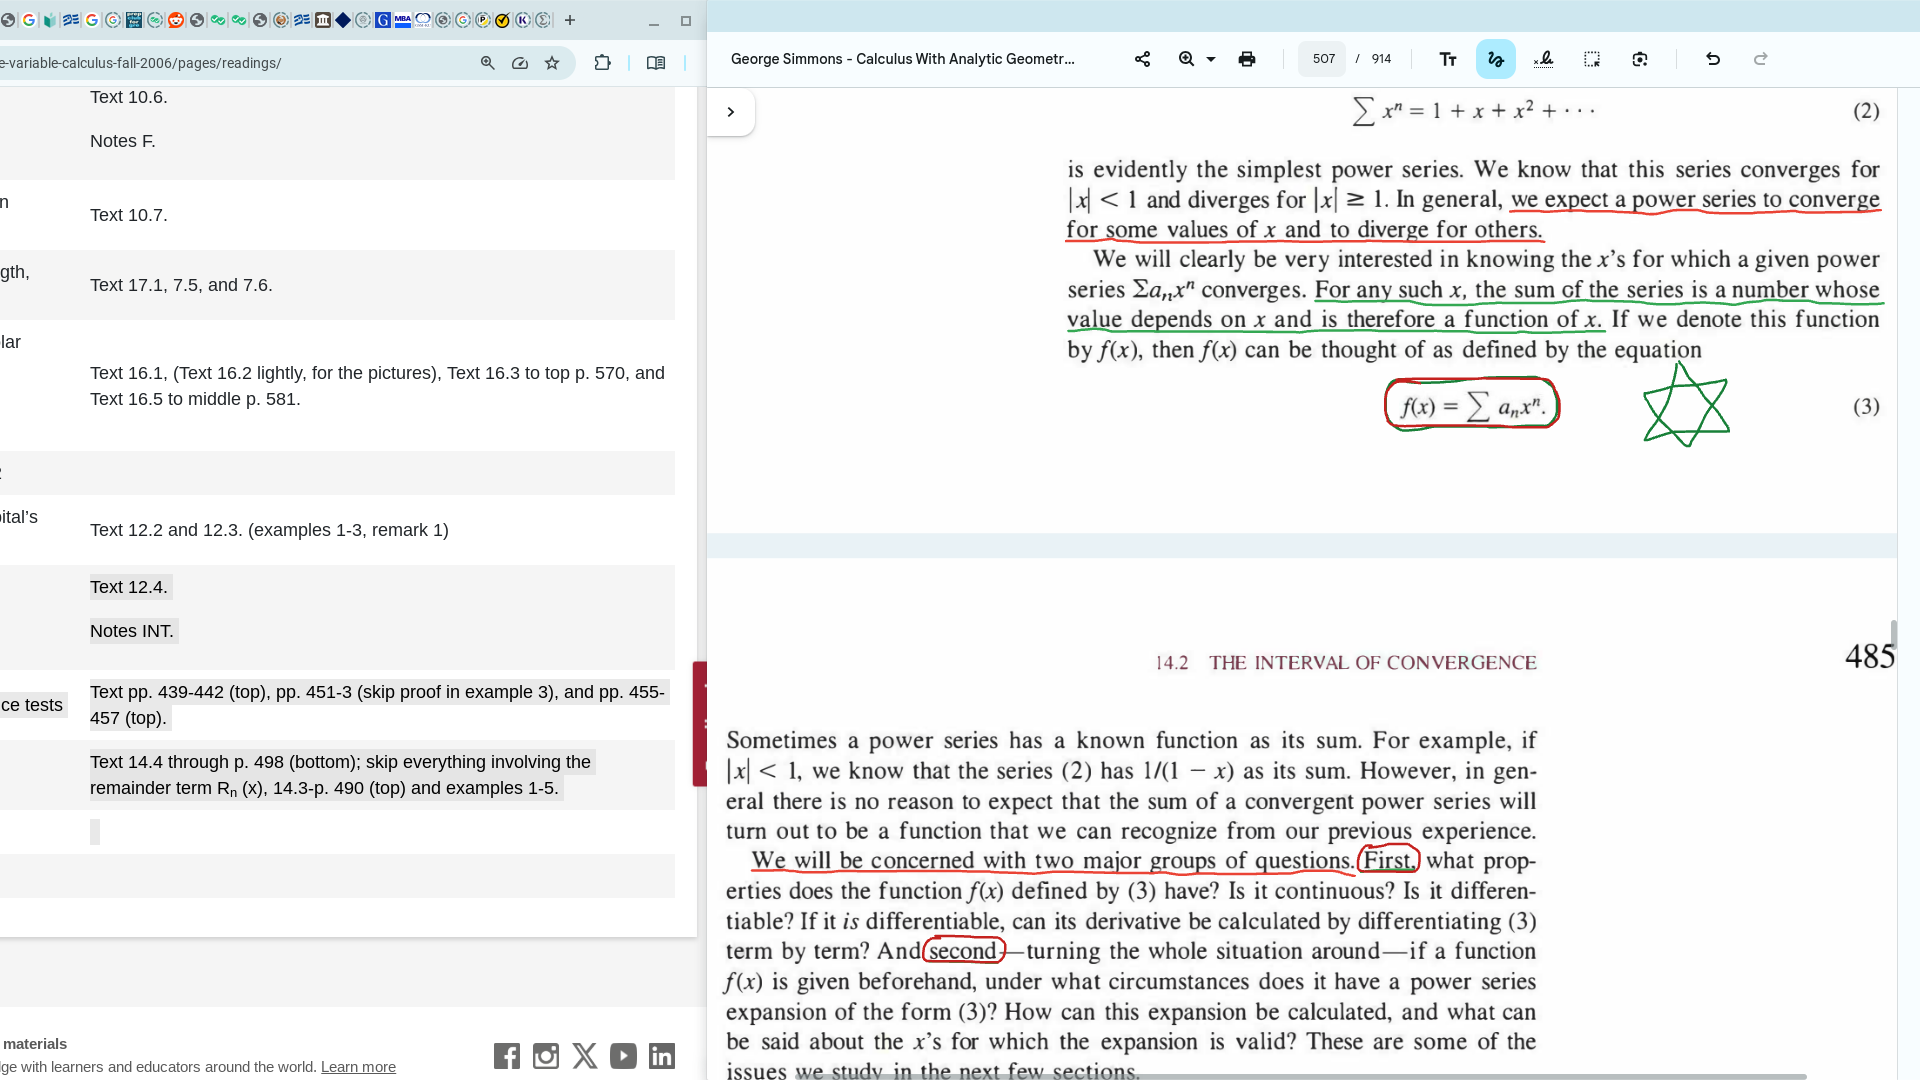 e-variable-calculus-fall-2006/pages/readings/
Text 10.6.
Notes F.
n
Text 10.7.
gth,
Text 17.1, 7.5, and 7.6.
lar
Text 16.1, (Text 16.2 lightly, for the pictures), Text 16.3 to top p. 570, and
Text 16.5 to middle p. 581.
pital’s
Text 12.2 and 12.3. (examples 1-3, remark 1)
Text 12.4.
Notes INT.
ce tests
Text pp. 439-442 (top), pp. 451-3 (skip proof in example 3), and pp. 455-
457 (top).
Text 14.4 through p. 498 (bottom); skip everything involving the
remainder term Rn (x), 14.3-p. 490 (top) and examples 1-5.
materials
ge with learners and educators around the world. Learn more
George Simmons - Calculus With Analytic Geometr...
507 / 914
∑ xⁿ = 1 + x + x² + · · · (2)
is evidently the simplest power series. We know that this series converges for
|x| < 1 and diverges for |x| ≥ 1. In general, we expect a power series to converge
for some values of x and to diverge for others.
We will clearly be very interested in knowing the x’s for which a given power
series Σaₙxⁿ converges. For any such x, the sum of the series is a number whose
value depends on x and is therefore a function of x. If we denote this function
by f(x), then f(x) can be thought of as defined by the equation
f(x) = ∑ aₙxⁿ. (3)
14.2 THE INTERVAL OF CONVERGENCE 485
Sometimes a power series has a known function as its sum. For example, if
|x| < 1, we know that the series (2) has 1/(1 − x) as its sum. However, in gen-
eral there is no reason to expect that the sum of a convergent power series will
turn out to be a function that we can recognize from our previous experience.
We will be concerned with two major groups of questions. First, what prop-
erties does the function f(x) defined by (3) have? Is it continuous? Is it differen-
tiable? If it is differentiable, can its derivative be calculated by differentiating (3)
term by term? And second—turning the whole situation around—if a function
f(x) is given beforehand, under what circumstances does it have a power series
expansion of the form (3)? How can this expansion be calculated, and what can
be said about the x’s for which the expansion is valid? These are some of the
issues we study in the next few sections.